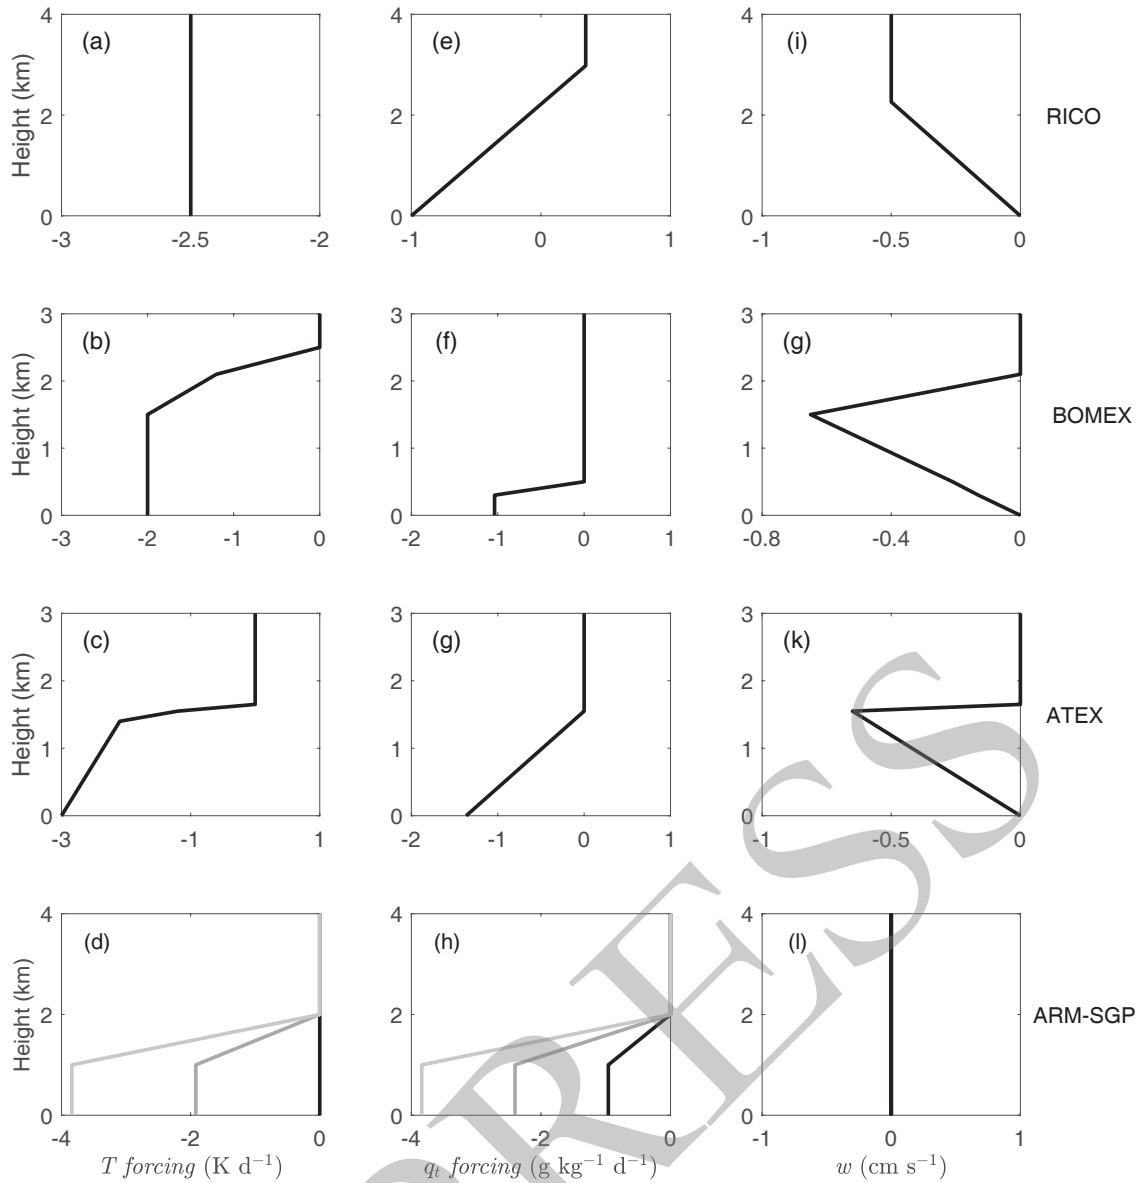 4 (a) 4 (e) 4 (i)
Height (km) 2 2 2 RICO
0 0 0
-3 -2.5 -2 -1 0 1 -1 -0.5 0
3 (b) 3 (f) 3 (g)
Height (km) 2 2 2
BOMEX
1 1 1
0 0 0
-3 -2 -1 0 -2 -1 0 1 -0.8 -0.4 0
3 (c) 3 (g) 3 (k)
Height (km) 2 2 2
ATEX
1 1 1
0 0 0
-3 -1 1 -2 -1 0 1 -1 -0.5 0
4 (d) 4 (h) 4 (l)
Height (km) 2 2 2 ARM-SGP
0 0 0
-4 -2 0 -4 -2 0 -1 0 1
T forcing (K d⁻¹) qₜ forcing (g kg⁻¹ d⁻¹) w (cm s⁻¹)
RESS